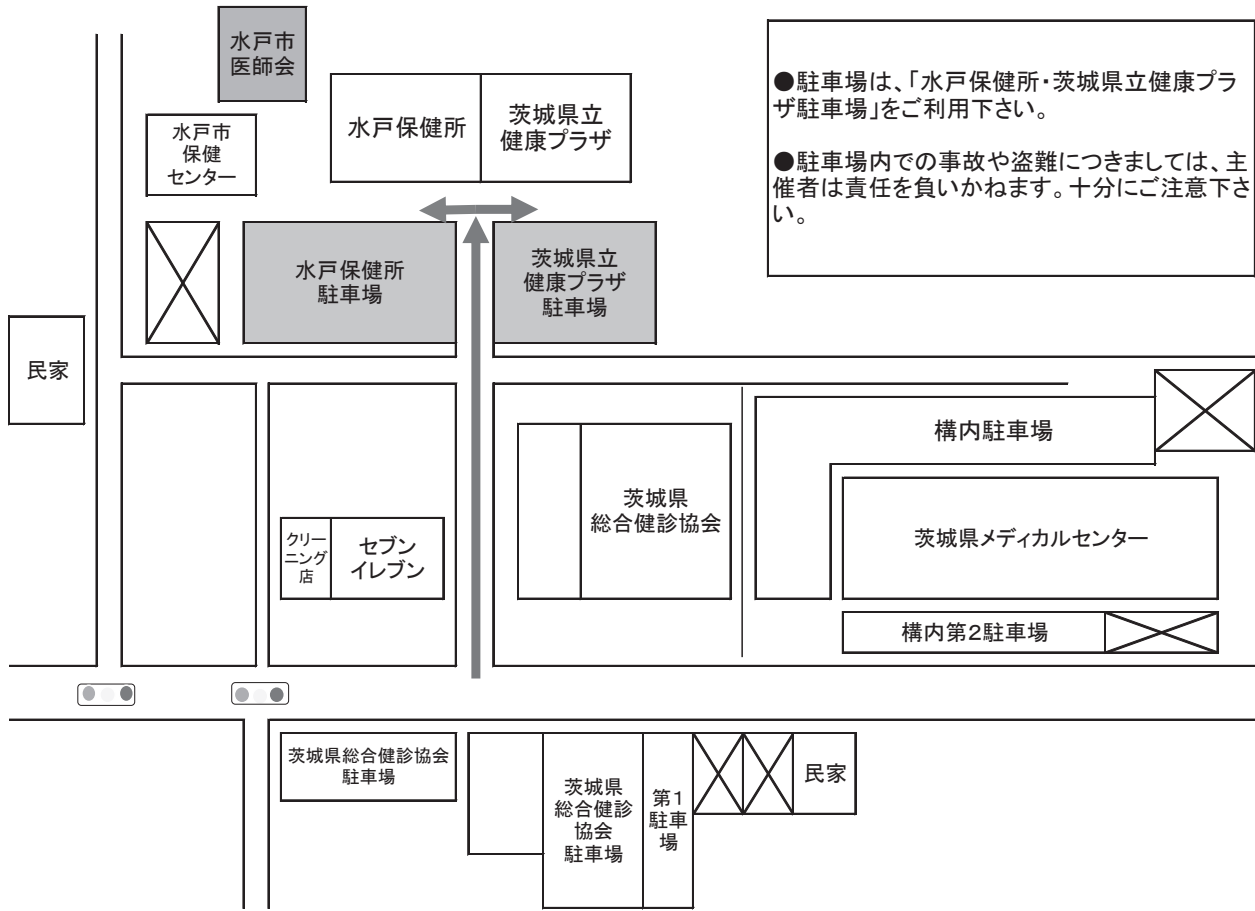 水戸市
医師会
水戸保健所
茨城県立
健康プラザ
水戸市
保健
センター
●駐車場は、「水戸保健所・茨城県立健康プラ
ザ駐車場」をご利用下さい。
●駐車場内での事故や盗難につきましては、主
催者は責任を負いかねます。十分にご注意下さ
い。
水戸保健所
駐車場
茨城県立
健康プラザ
駐車場
民家
構内駐車場
茨城県
総合健診協会
茨城県メディカルセンター
クリー
ニング
店
セブン
イレブン
構内第2駐車場
茨城県総合健診協会
駐車場
茨城県
総合健診
協会
駐車場
第1
駐車
場
民家